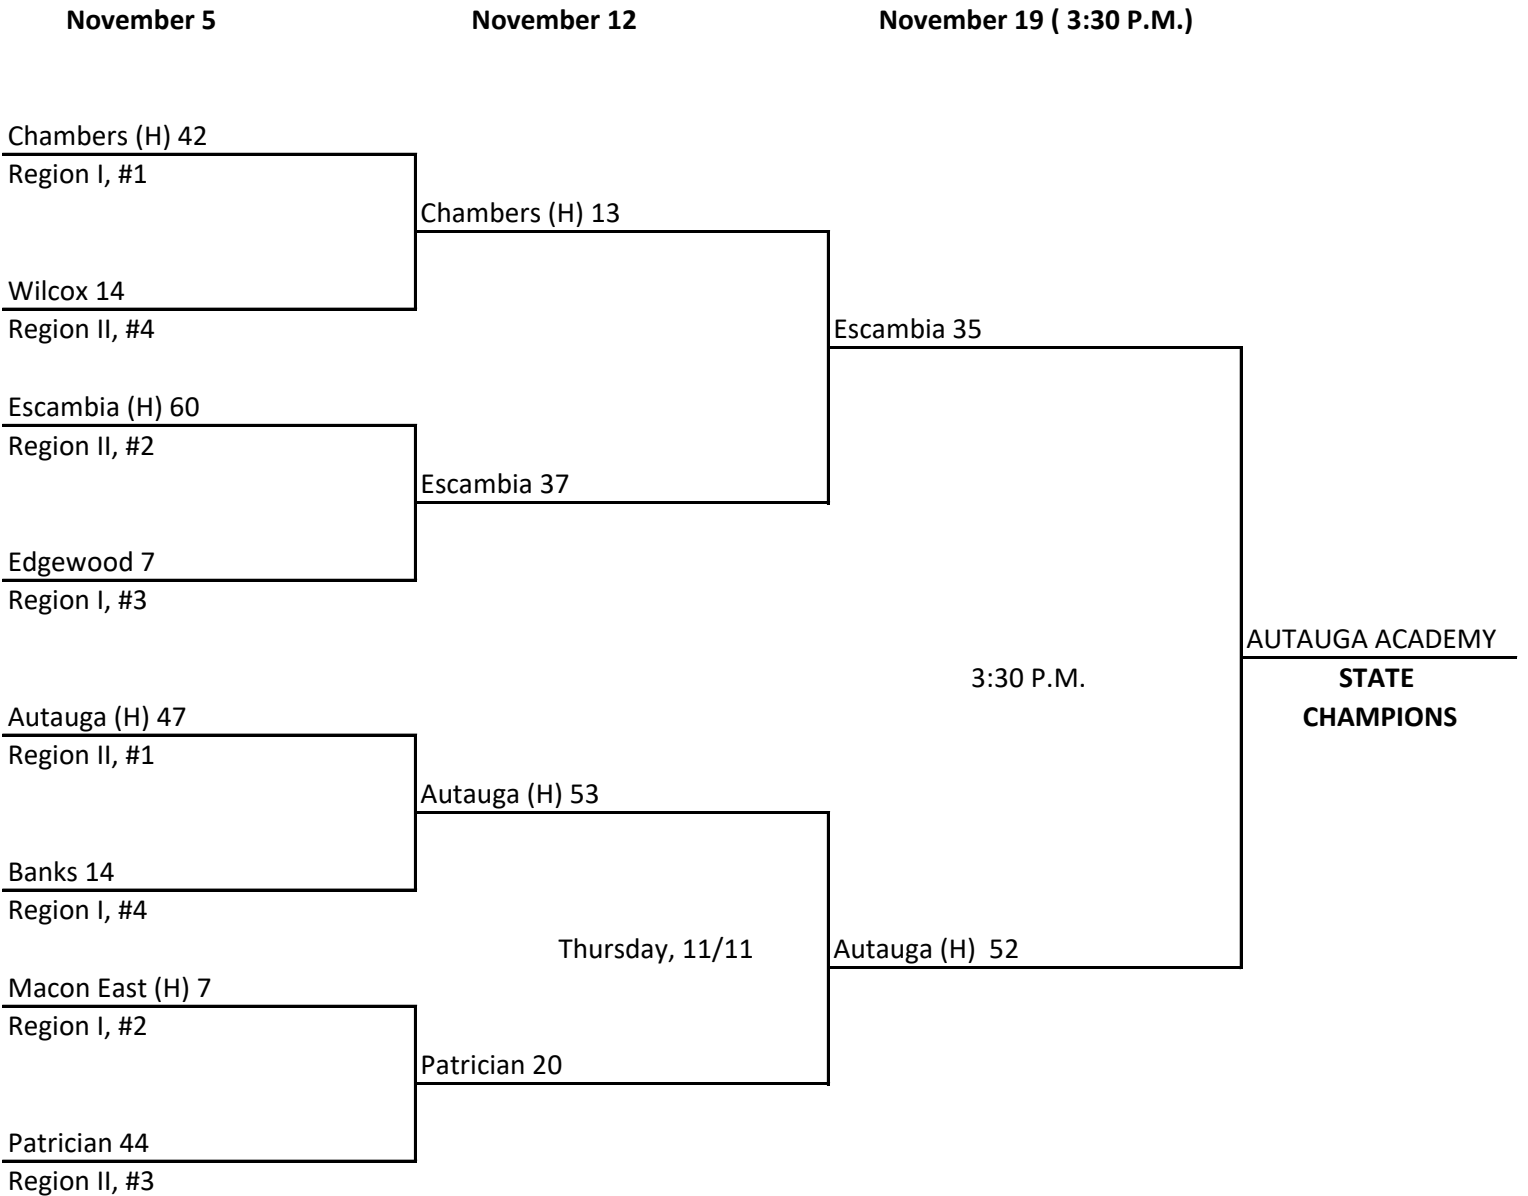 November 5
November 12
November 19 ( 3:30 P.M.)
Chambers (H) 42
Region I, #1
Chambers (H) 13
Wilcox 14
Region II, #4
Escambia 35
Escambia (H) 60
Region II, #2
Escambia 37
Edgewood 7
Region I, #3
AUTAUGA ACADEMY
3:30 P.M.
STATE
CHAMPIONS
Autauga (H) 47
Region II, #1
Autauga (H) 53
Banks 14
Region I, #4
Thursday, 11/11
Autauga (H)  52
Macon East (H) 7
Region I, #2
Patrician 20
Patrician 44
Region II, #3